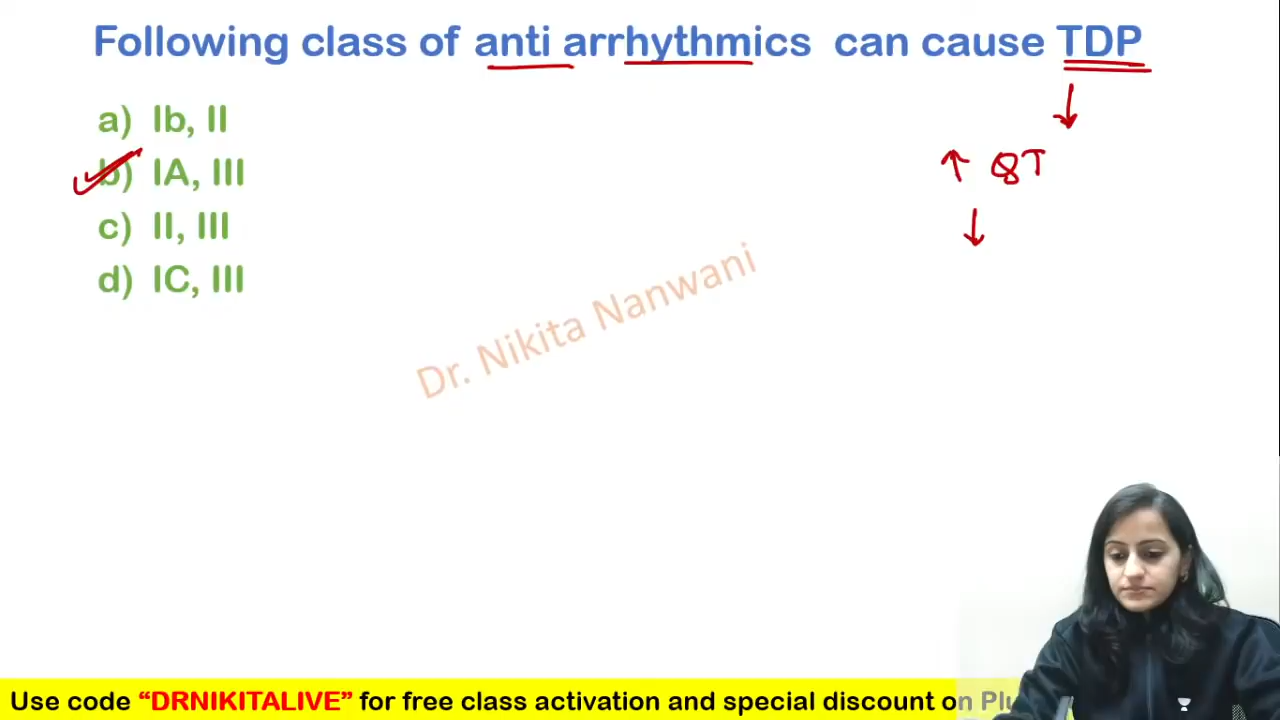 Following class of anti arrhythmics can cause TDP
a) Ib, II
b) IA, III
c) II, III
d) IC, III
↑ QT
Dr. Nikita Nanwani
Use code “DRNIKITALIVE” for free class activation and special discount on Plu